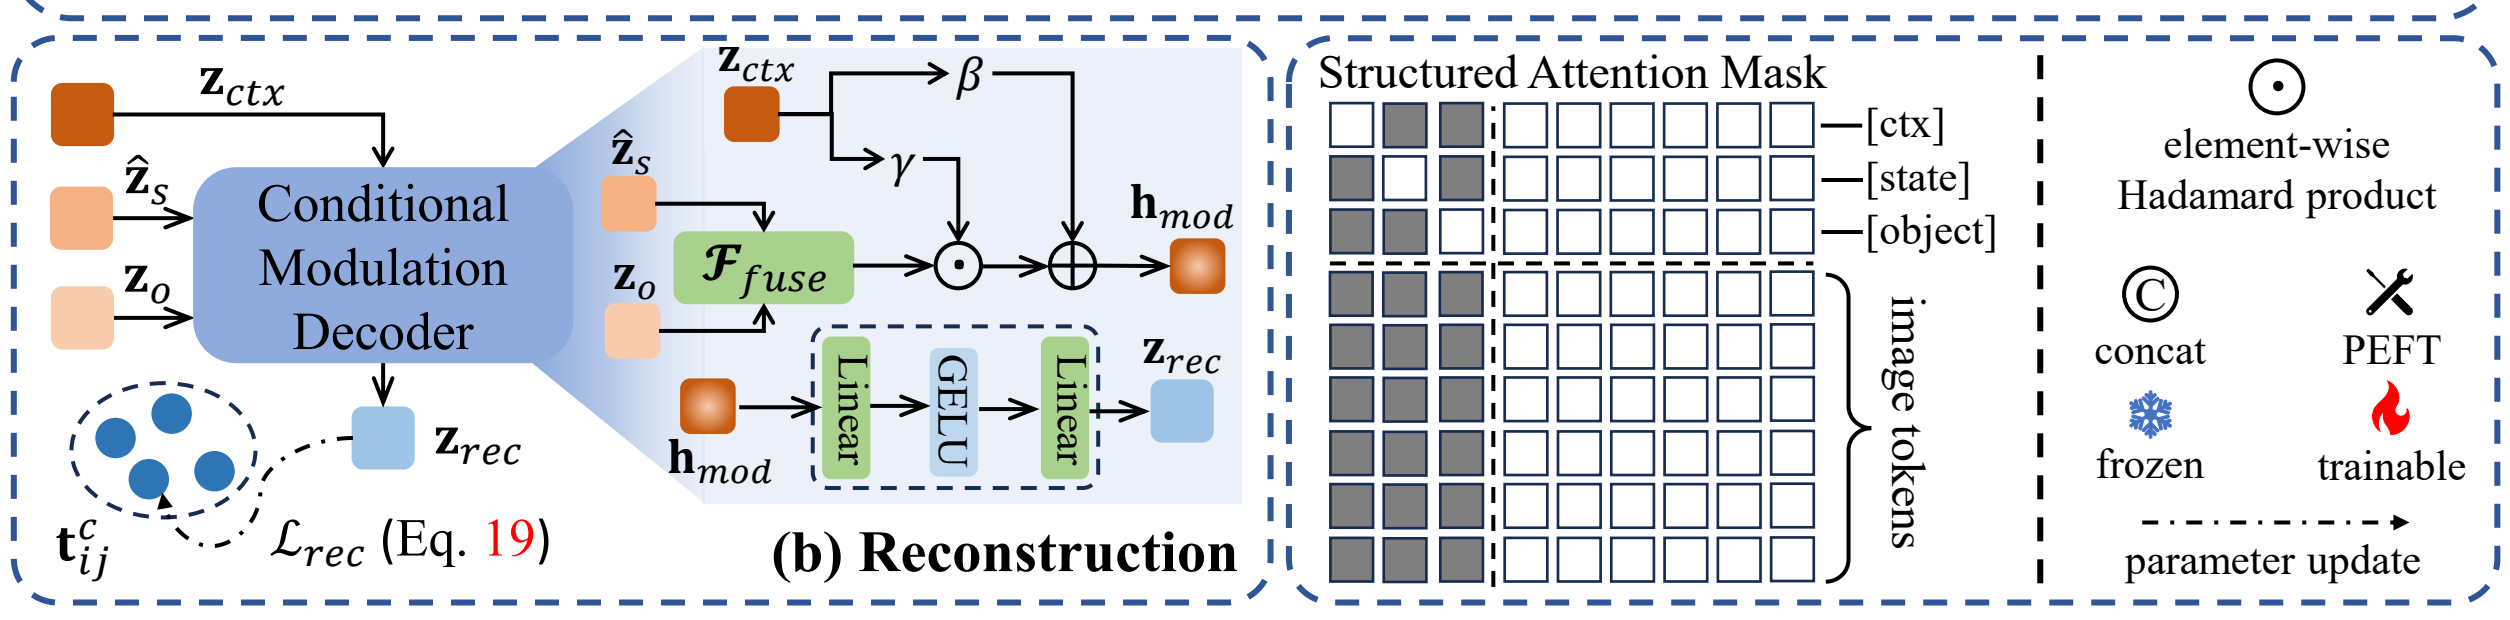 z_ctx
ẑ_s
z_o
Conditional
Modulation
Decoder
z_rec
t_ij^c
ℒ_rec (Eq. 19)
z_ctx
β
γ
ẑ_s
z_o
ℱ_fuse
h_mod
h_mod
Linear
GELU
Linear
z_rec
(b) Reconstruction
Structured Attention Mask
[ctx]
[state]
[object]
image tokens
element-wise
Hadamard product
C
concat
PEFT
frozen
trainable
parameter update